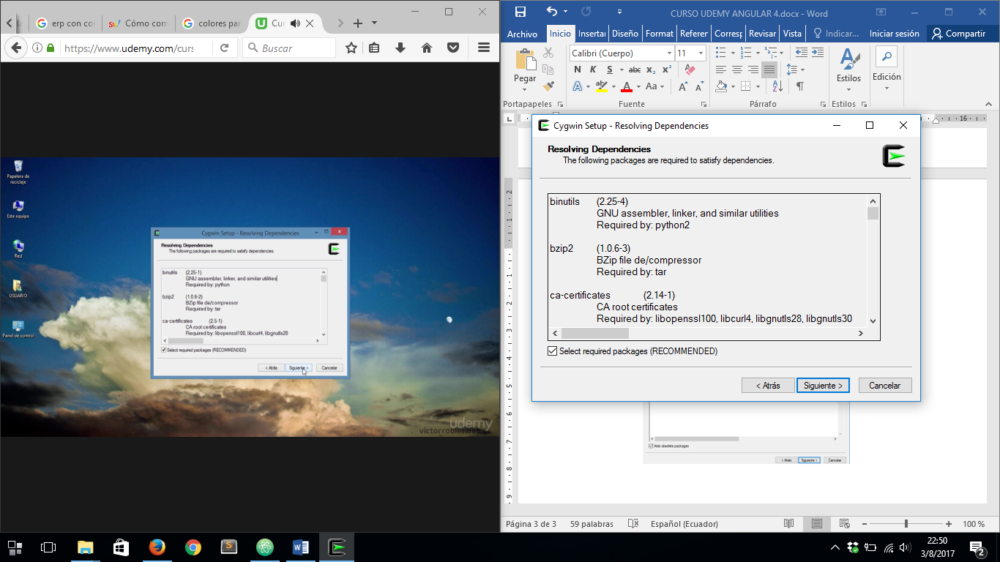 erp con co
Cómo com
colores par
Cur
https://www.udemy.com/curs
Buscar
Papelera de
reciclaje
Este equipo
Red
USUARIO
Panel de control
Cygwin Setup - Resolving Dependencies
Resolving Dependencies
The following packages are required to satisfy dependencies.
binutils (2.25-1)
GNU assembler, linker, and similar utilities
Required by: python
bzip2 (1.0.6-2)
BZip file de/compressor
Required by: tar
ca-certificates (2.5-1)
CA root certificates
Required by: libopenssl100, libcurl4, libgnutls28
Select required packages (RECOMMENDED)
< Atrás Siguiente > Cancelar
udemy
CURSO UDEMY ANGULAR 4.docx - Word
Archivo Inicio Insertar Diseño Format Referen Corresp Revisar Vista Indicar... Iniciar sesión Compartir
Pegar
Calibri (Cuerpo) 11
N K S abc x₂ x²
A ab A Aa A A
Estilos
Edición
Portapapeles Fuente Párrafo Estilos
16
Cygwin Setup - Resolving Dependencies
Resolving Dependencies
The following packages are required to satisfy dependencies.
binutils (2.25-4)
GNU assembler, linker, and similar utilities
Required by: python2
bzip2 (1.0.6-3)
BZip file de/compressor
Required by: tar
ca-certificates (2.14-1)
CA root certificates
Required by: libopenssl100, libcurl4, libgnutls28, libgnutls30
Select required packages (RECOMMENDED)
< Atrás Siguiente > Cancelar
Hide obsolete packages
< Atrás Siguiente > Cancelar
Página 3 de 3 59 palabras Español (Ecuador) 100 %
22:50
3/8/2017
2